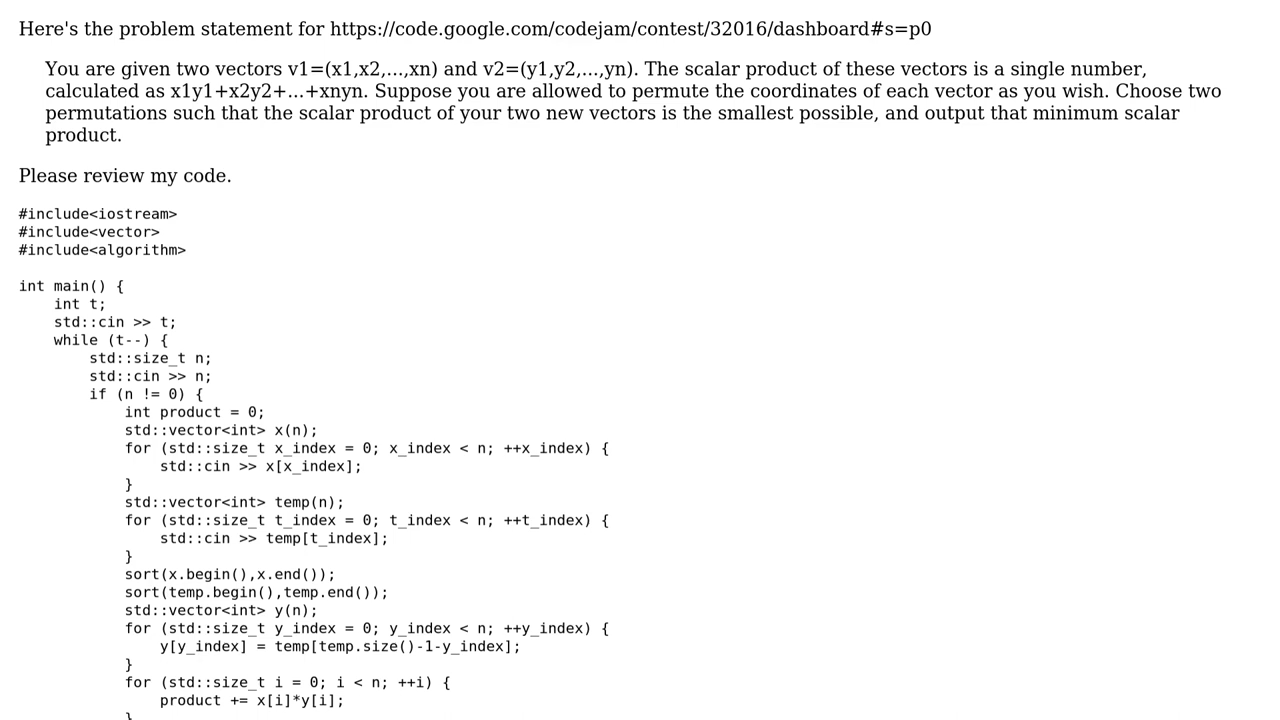 Here's the problem statement for https://code.google.com/codejam/contest/32016/dashboard#s=p0
You are given two vectors v1=(x1,x2,...,xn) and v2=(y1,y2,...,yn). The scalar product of these vectors is a single number,
calculated as x1y1+x2y2+...+xnyn. Suppose you are allowed to permute the coordinates of each vector as you wish. Choose two
permutations such that the scalar product of your two new vectors is the smallest possible, and output that minimum scalar
product.
Please review my code.
#include<iostream>
#include<vector>
#include<algorithm>
int main() {
    int t;
    std::cin >> t;
    while (t--) {
        std::size_t n;
        std::cin >> n;
        if (n != 0) {
            int product = 0;
            std::vector<int> x(n);
            for (std::size_t x_index = 0; x_index < n; ++x_index) {
                std::cin >> x[x_index];
            }
            std::vector<int> temp(n);
            for (std::size_t t_index = 0; t_index < n; ++t_index) {
                std::cin >> temp[t_index];
            }
            sort(x.begin(),x.end());
            sort(temp.begin(),temp.end());
            std::vector<int> y(n);
            for (std::size_t y_index = 0; y_index < n; ++y_index) {
                y[y_index] = temp[temp.size()-1-y_index];
            }
            for (std::size_t i = 0; i < n; ++i) {
                product += x[i]*y[i];
            }